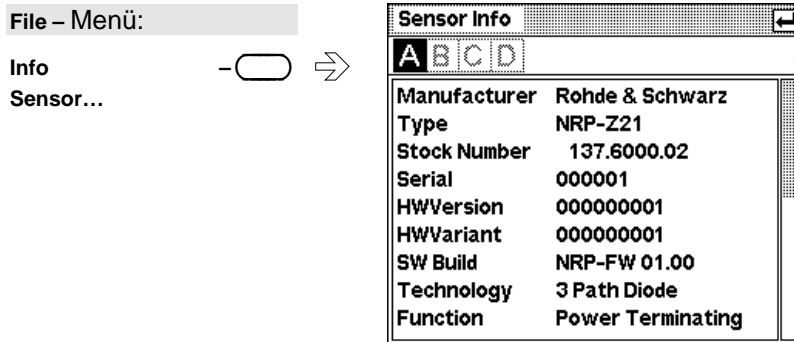 File – Menü:
Info
Sensor...
Sensor Info
A B C D
Manufacturer Rohde & Schwarz
Type NRP-Z21
Stock Number 137.6000.02
Serial 000001
HWVersion 000000001
HWVariant 000000001
SW Build NRP-FW 01.00
Technology 3 Path Diode
Function Power Terminating